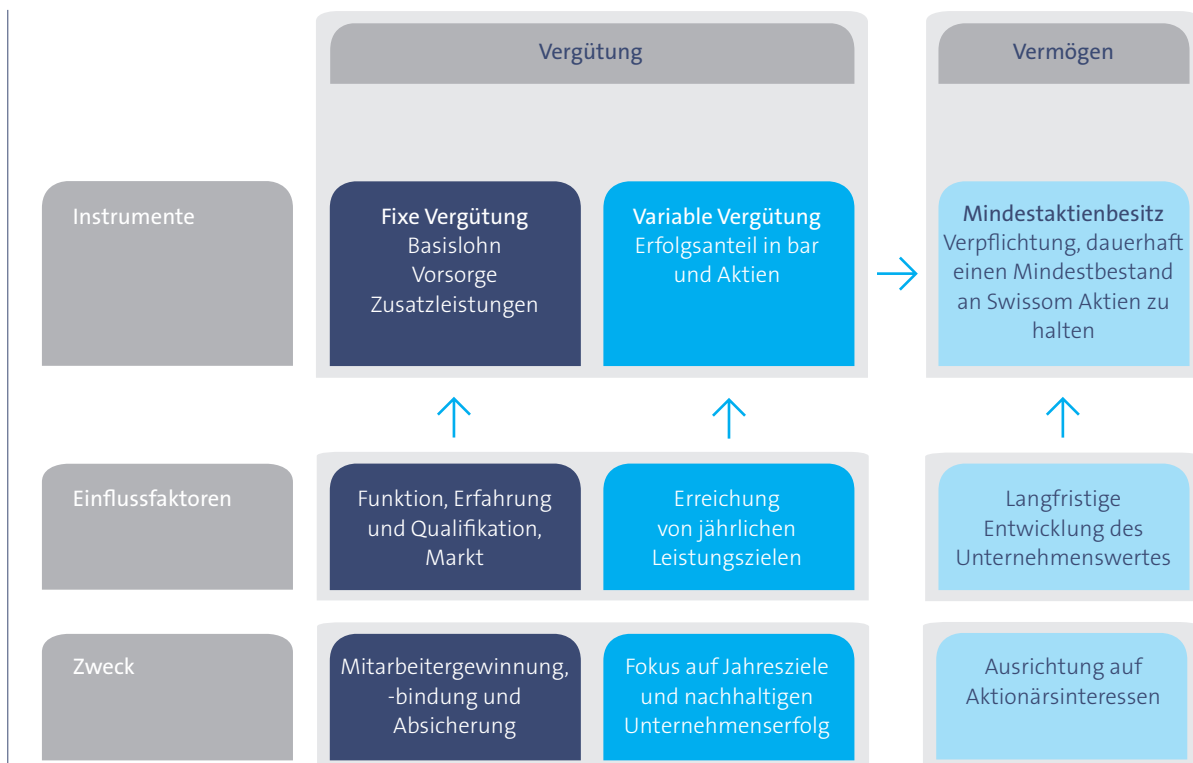 Vergütung
Vermögen
Instrumente
Fixe Vergütung
Basislohn
Vorsorge
Zusatzleistungen
Variable Vergütung
Erfolgsanteil in bar
und Aktien
Mindestaktienbesitz
Verpflichtung, dauerhaft
einen Mindestbestand
an Swissom Aktien zu
halten
Einflussfaktoren
Funktion, Erfahrung
und Qualifikation,
Markt
Erreichung
von jährlichen
Leistungszielen
Langfristige
Entwicklung des
Unternehmenswertes
Zweck
Mitarbeitergewinnung,
-bindung und
Absicherung
Fokus auf Jahresziele
und nachhaltigen
Unternehmenserfolg
Ausrichtung auf
Aktionärsinteressen